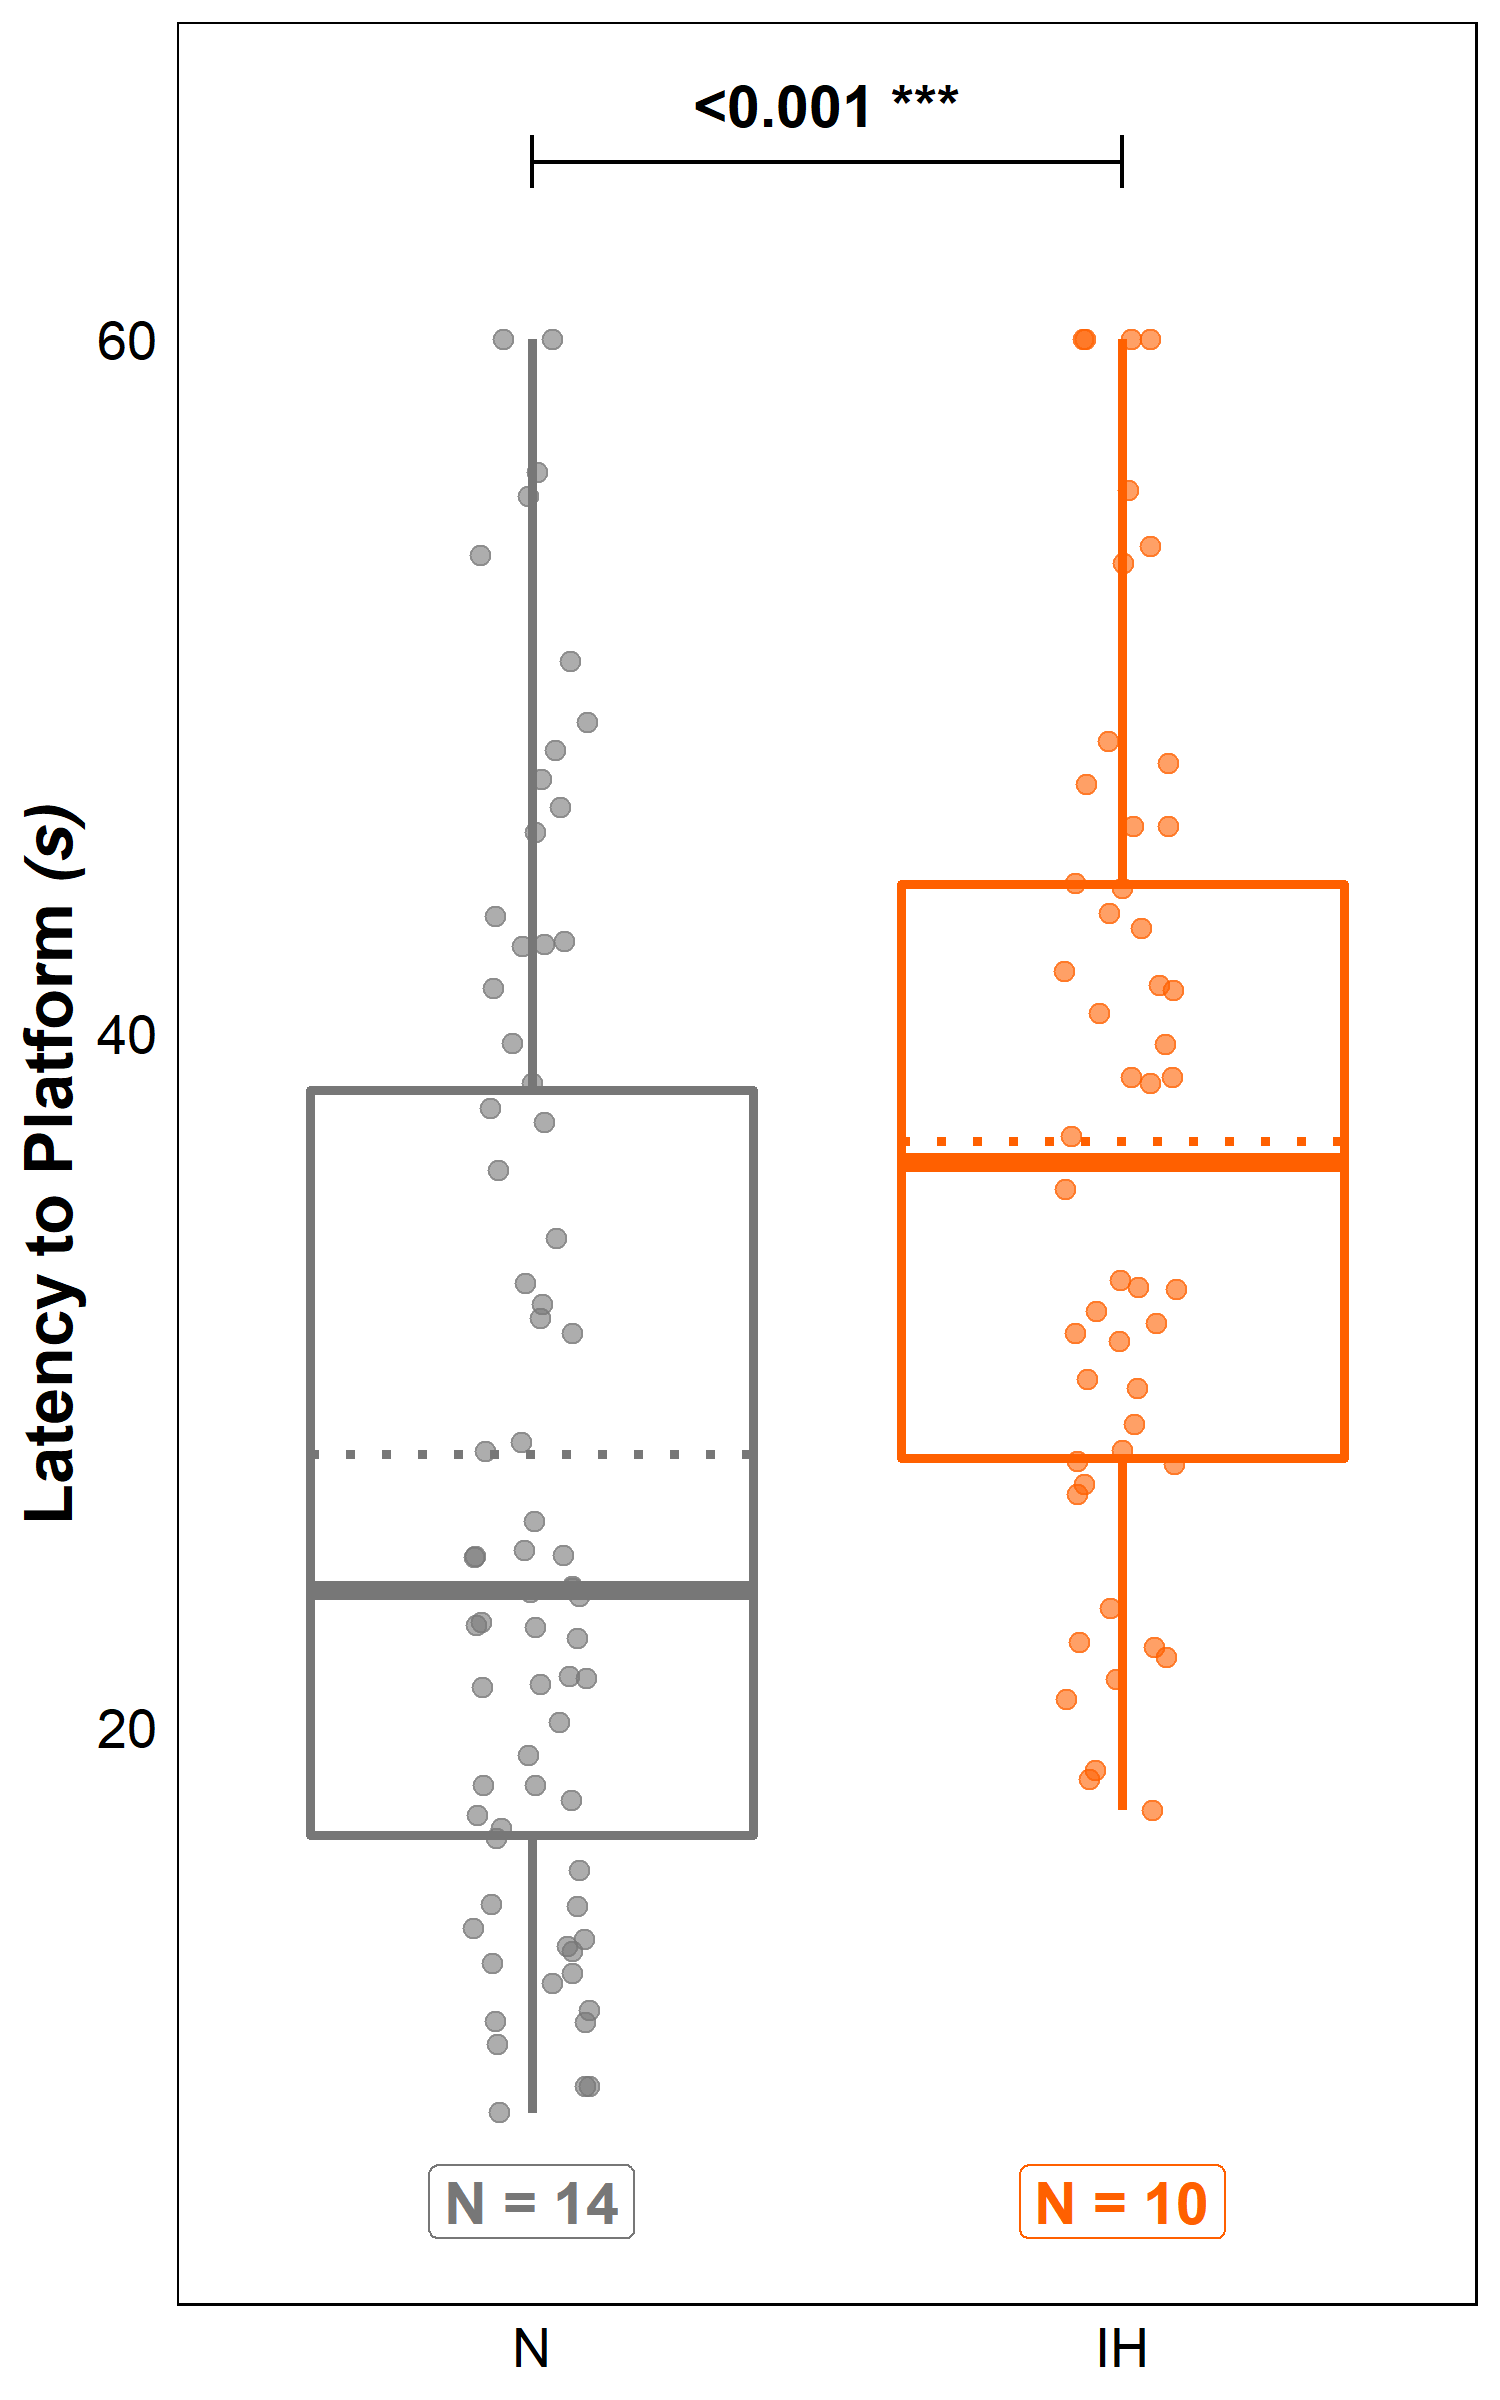 <0.001 ***
60
40
20
Latency to Platform (s)
N = 14
N = 10
N
IH